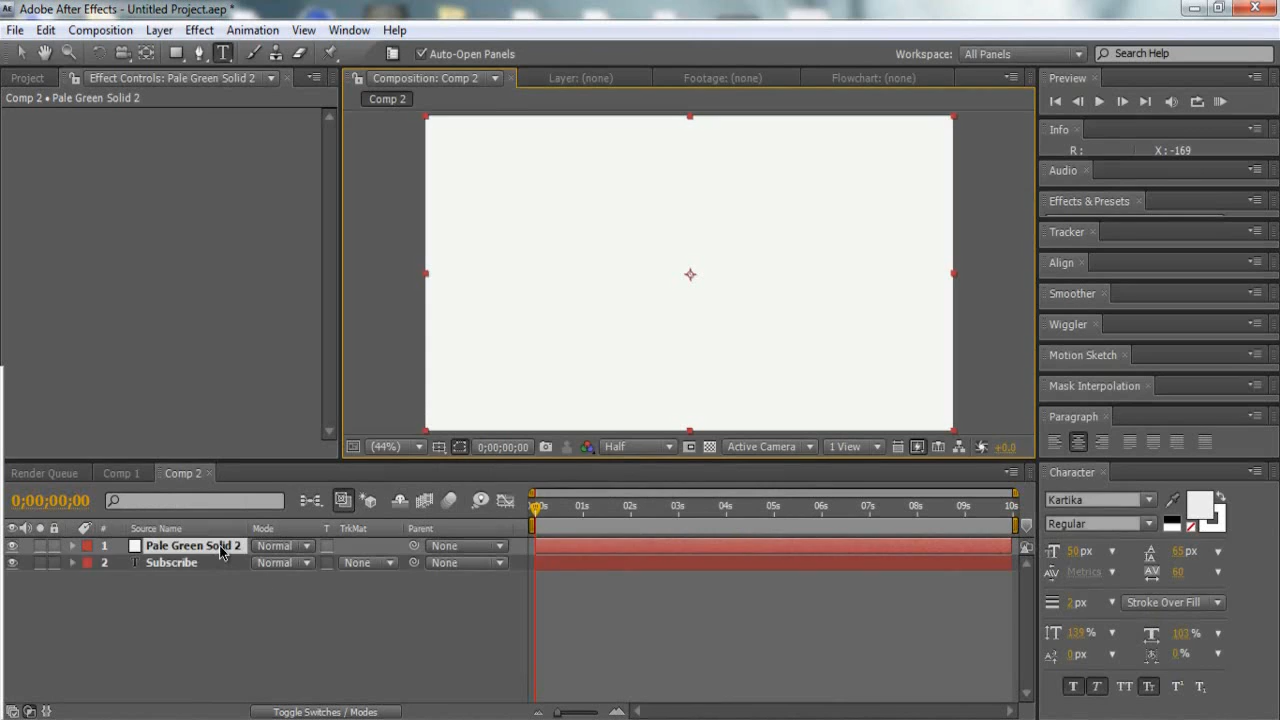 Adobe After Effects - Untitled Project.aep *
File Edit Composition Layer Effect Animation View Window Help
Auto-Open Panels Workspace: All Panels Search Help
Project Effect Controls: Pale Green Solid 2 Composition: Comp 2 Layer: (none) Footage: (none) Flowchart: (none) Preview
Comp 2 • Pale Green Solid 2 Comp 2
Info
R: X: -169
Audio
Effects & Presets
Tracker
Align
Smoother
Wiggler
Motion Sketch
Mask Interpolation
Paragraph
(44%) 0;00;00;00 Half Active Camera 1 View +0.0
Render Queue Comp 1 Comp 2 Character
0;00;00;00 01s 02s 03s 04s 05s 06s 07s 08s 09s 10s Kartika
# Source Name Mode T TrkMat Parent Regular
1 Pale Green Solid 2 Normal None 50 px 65 px
2 Subscribe Normal None None Metrics 60
2 px Stroke Over Fill
139 % 103 %
0 px 0 %
T T TT Tt T¹ T₁
Toggle Switches / Modes